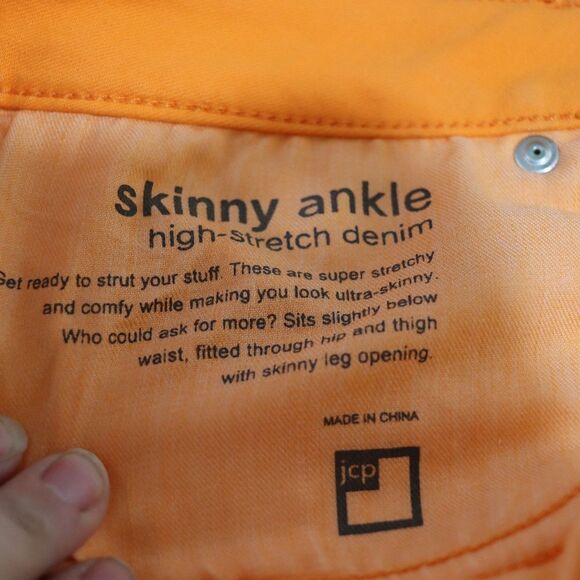 Skinny ankle
high-stretch denim
Get ready to strut your stuff. These are super stretchy
and comfy while making you look ultra-skinny.
Who could ask for more? Sits slightly below
waist, fitted through hip and thigh
with skinny leg opening.
MADE IN CHINA
jcp